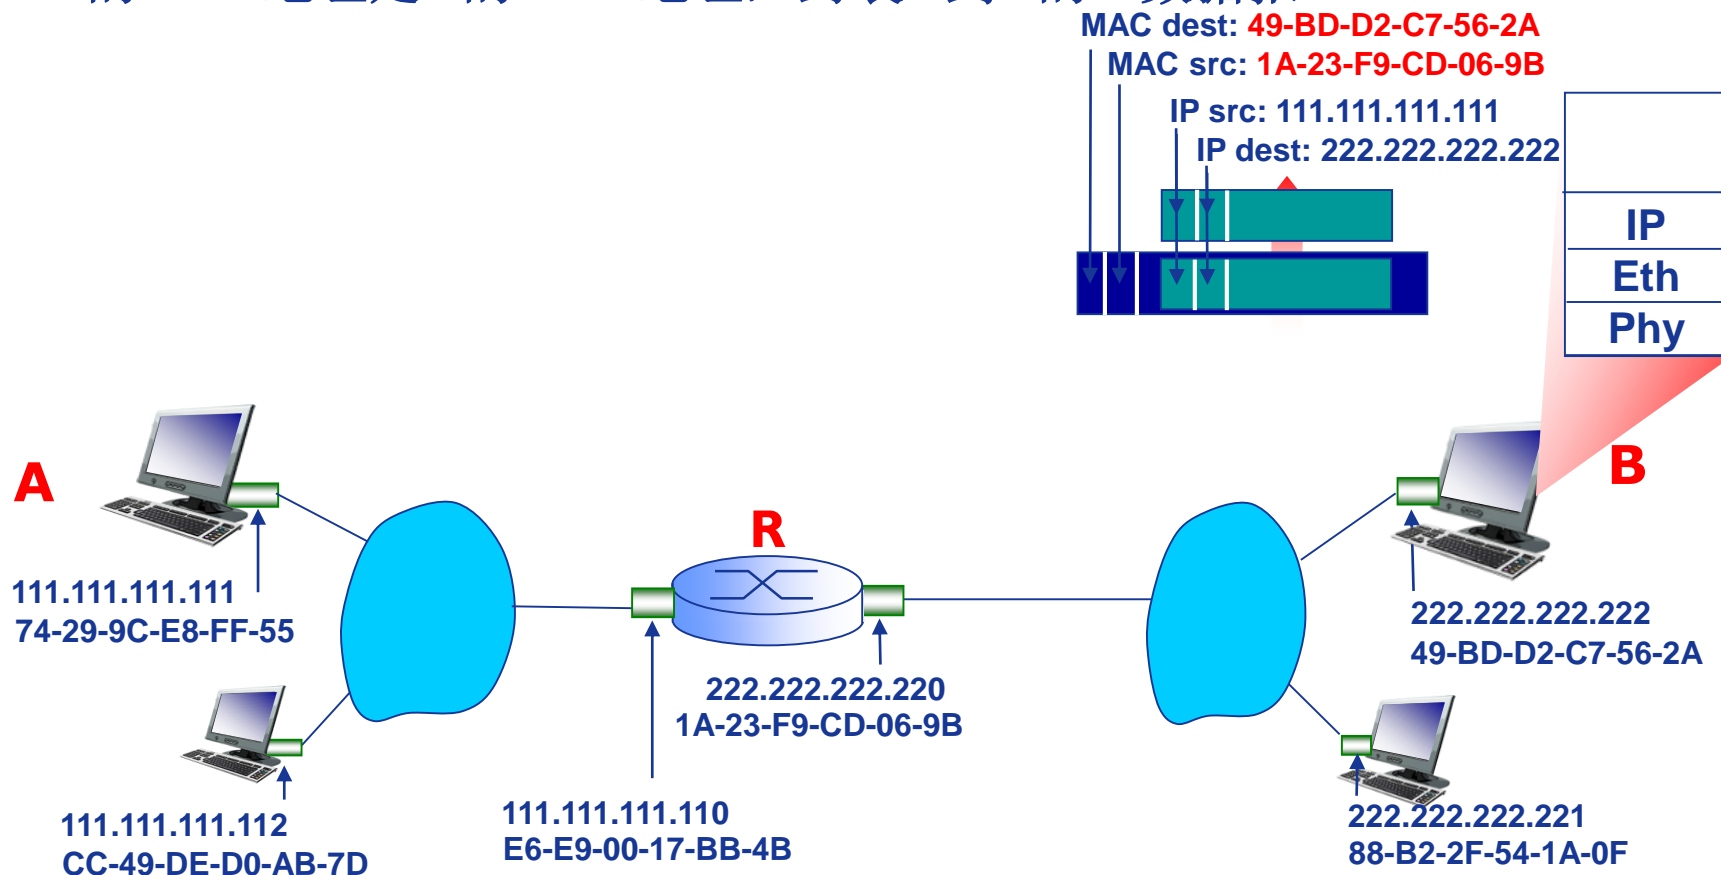 MAC dest: 49-BD-D2-C7-56-2A
MAC src: 1A-23-F9-CD-06-9B
IP src: 111.111.111.111
IP dest: 222.222.222.222
IP
Eth
Phy
A
B
R
111.111.111.111
74-29-9C-E8-FF-55
222.222.222.222
49-BD-D2-C7-56-2A
222.222.222.220
1A-23-F9-CD-06-9B
111.111.111.112
CC-49-DE-D0-AB-7D
111.111.111.110
E6-E9-00-17-BB-4B
222.222.222.221
88-B2-2F-54-1A-0F